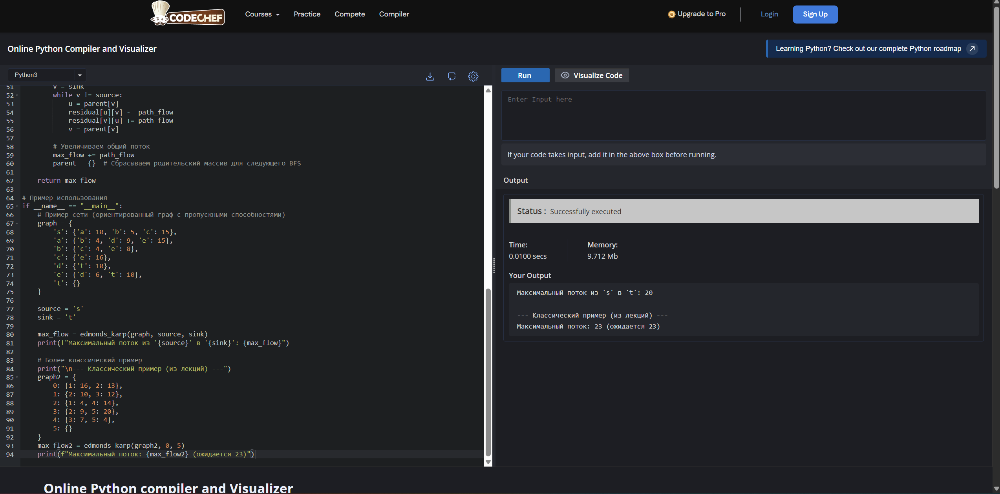 CODECHEF
Courses
Practice
Compete
Compiler
Upgrade to Pro
Login
Sign Up
Online Python Compiler and Visualizer
Learning Python? Check out our complete Python roadmap
Python3
51 v = sink
52 while v != source:
53 u = parent[v]
54 residual[u][v] -= path_flow
55 residual[v][u] += path_flow
56 v = parent[v]
57
58 # Увеличиваем общий поток
59 max_flow += path_flow
60 parent = {} # Сбрасываем родительский массив для следующего BFS
61
62 return max_flow
63
64 # Пример использования
65 if __name__ == "__main__":
66 # Пример сети (ориентированный граф с пропускными способностями)
67 graph = {
68 's': {'a': 10, 'b': 5, 'c': 15},
69 'a': {'b': 4, 'd': 9, 'e': 15},
70 'b': {'c': 4, 'e': 8},
71 'c': {'e': 16},
72 'd': {'t': 10},
73 'e': {'d': 6, 't': 10},
74 't': {}
75 }
76
77 source = 's'
78 sink = 't'
79
80 max_flow = edmonds_karp(graph, source, sink)
81 print(f"Максимальный поток из '{source}' в '{sink}': {max_flow}")
82
83 # Более классический пример
84 print("\n--- Классический пример (из лекций) ---")
85 graph2 = {
86 0: {1: 16, 2: 13},
87 1: {2: 10, 3: 12},
88 2: {1: 4, 4: 14},
89 3: {2: 9, 5: 20},
90 4: {3: 7, 5: 4},
91 5: {}
92 }
93 max_flow2 = edmonds_karp(graph2, 0, 5)
94 print(f"Максимальный поток: {max_flow2} (ожидается 23)")
Run
Visualize Code
Enter Input here
If your code takes input, add it in the above box before running.
Output
Status : Successfully executed
Time:
0.0100 secs
Memory:
9.712 Mb
Your Output
Максимальный поток из 's' в 't': 20
--- Классический пример (из лекций) ---
Максимальный поток: 23 (ожидается 23)
Online Python compiler and Visualizer